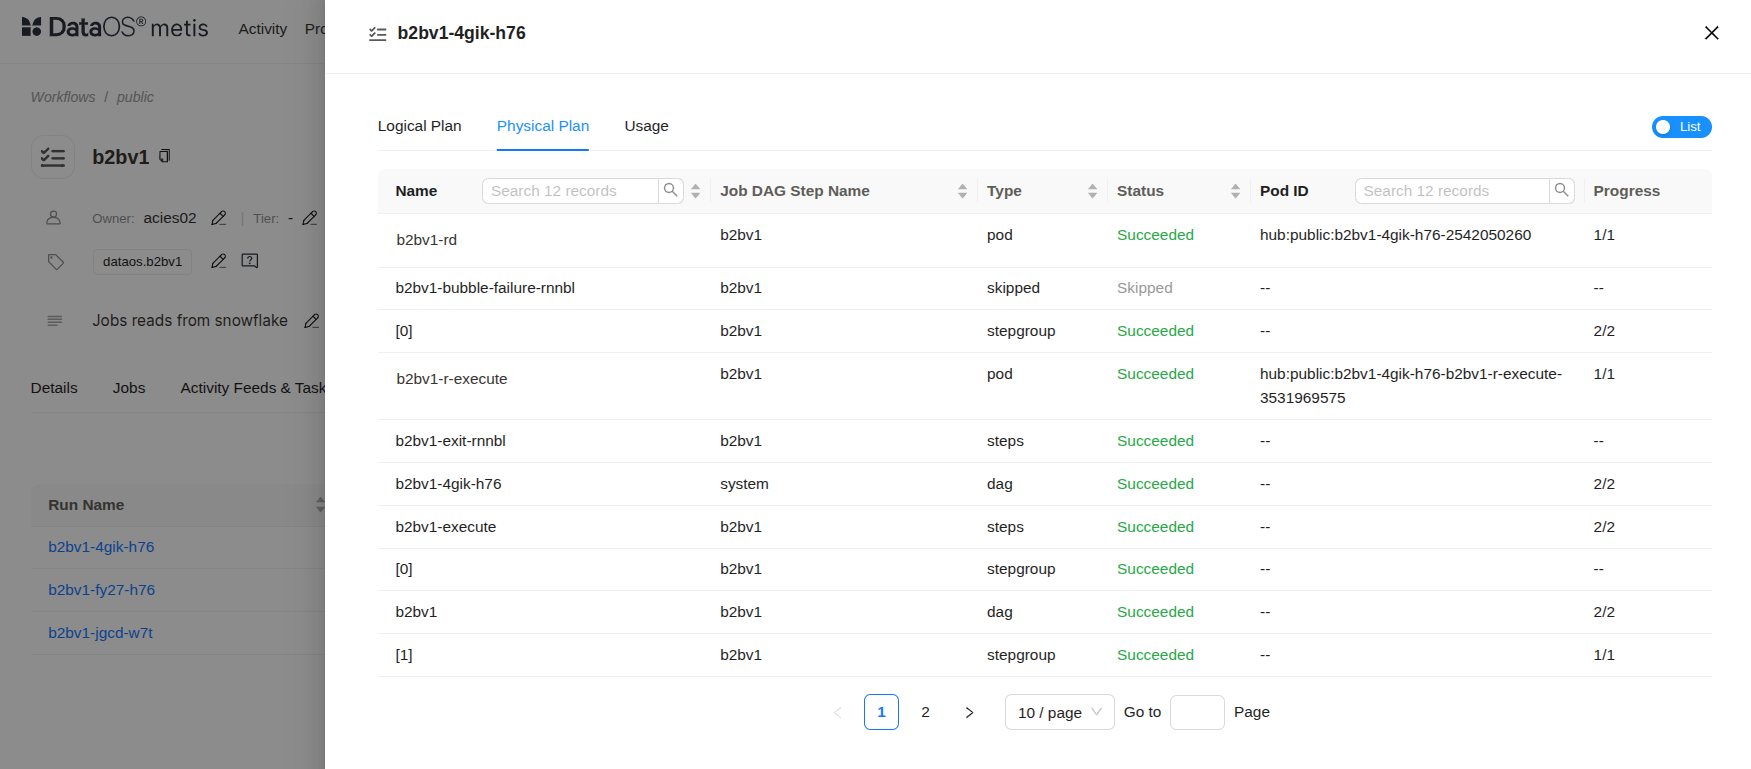 DataOS® metis
Activity Pro
Workflows / public
b2bv1
Owner: acies02 | Tier: -
dataos.b2bv1
Jobs reads from snowflake
Details Jobs Activity Feeds & Task
Run Name
b2bv1-4gik-h76
b2bv1-fy27-h76
b2bv1-jgcd-w7t
b2bv1-4gik-h76
Logical Plan Physical Plan Usage List
Name Search 12 records Job DAG Step Name Type Status Pod ID Search 12 records Progress
b2bv1-rd b2bv1 pod Succeeded hub:public:b2bv1-4gik-h76-2542050260 1/1
b2bv1-bubble-failure-rnnbl b2bv1 skipped Skipped -- --
[0] b2bv1 stepgroup Succeeded -- 2/2
b2bv1-r-execute b2bv1 pod Succeeded hub:public:b2bv1-4gik-h76-b2bv1-r-execute- 1/1
3531969575
b2bv1-exit-rnnbl b2bv1 steps Succeeded -- --
b2bv1-4gik-h76 system dag Succeeded -- 2/2
b2bv1-execute b2bv1 steps Succeeded -- 2/2
[0] b2bv1 stepgroup Succeeded -- --
b2bv1 b2bv1 dag Succeeded -- 2/2
[1] b2bv1 stepgroup Succeeded -- 1/1
1 2 10 / page Go to Page